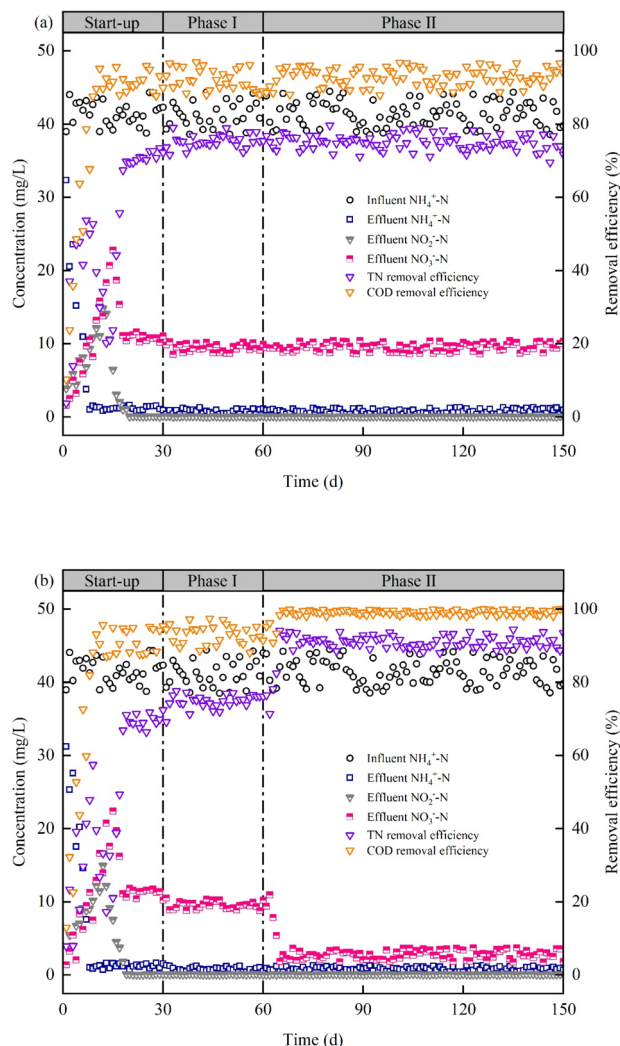 (a)
Start-up Phase I Phase II
50 100
40 80
30 60
20 40
10 20
0 0
Concentration (mg/L)
Removal efficiency (%)
Influent NH₄⁺-N
Effluent NH₄⁺-N
Effluent NO₂⁻-N
Effluent NO₃⁻-N
TN removal efficiency
COD removal efficiency
0 30 60 90 120 150
Time (d)
(b)
Start-up Phase I Phase II
50 100
40 80
30 60
20 40
10 20
0 0
Concentration (mg/L)
Removal efficiency (%)
Influent NH₄⁺-N
Effluent NH₄⁺-N
Effluent NO₂⁻-N
Effluent NO₃⁻-N
TN removal efficiency
COD removal efficiency
0 30 60 90 120 150
Time (d)